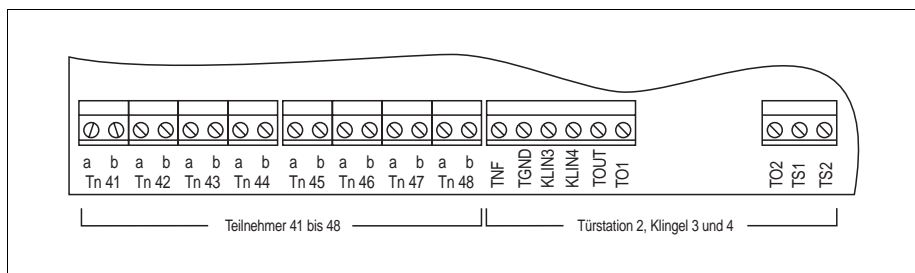 a b a b a b a b a b a b a b a b
Tn 41 Tn 42 Tn 43 Tn 44 Tn 45 Tn 46 Tn 47 Tn 48
TNF
TGND
KLIN3
KLIN4
TOUT
TO1
TO2
TS1
TS2
Teilnehmer 41 bis 48
Türstation 2, Klingel 3 und 4